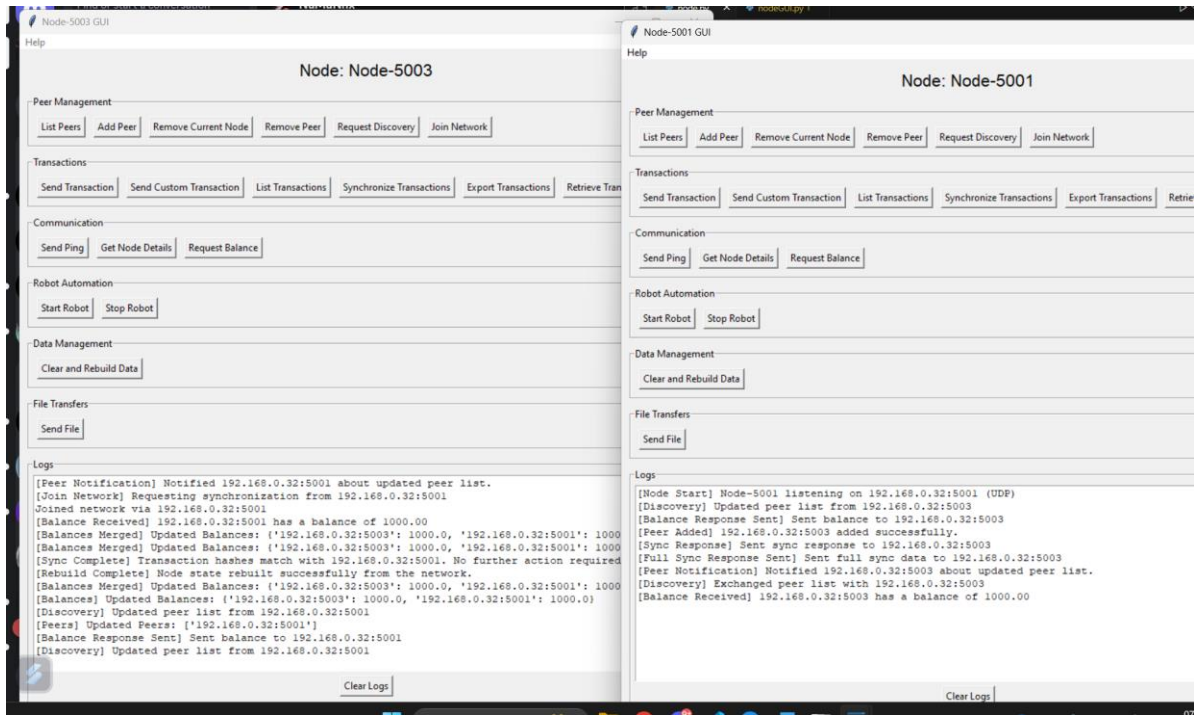 Find or start a conversation
NaMaNnx
node.py
nodeGUI.py 1
Node-5003 GUI
Help
Node: Node-5003
Peer Management
List Peers Add Peer Remove Current Node Remove Peer Request Discovery Join Network
Transactions
Send Transaction Send Custom Transaction List Transactions Synchronize Transactions Export Transactions Retrieve Tran
Communication
Send Ping Get Node Details Request Balance
Robot Automation
Start Robot Stop Robot
Data Management
Clear and Rebuild Data
File Transfers
Send File
Logs
[Peer Notification] Notified 192.168.0.32:5001 about updated peer list.
[Join Network] Requesting synchronization from 192.168.0.32:5001
Joined network via 192.168.0.32:5001
[Balance Received] 192.168.0.32:5001 has a balance of 1000.00
[Balances Merged] Updated Balances: {'192.168.0.32:5003': 1000.0, '192.168.0.32:5001': 1000
[Balances Merged] Updated Balances: {'192.168.0.32:5003': 1000.0, '192.168.0.32:5001': 1000
[Sync Complete] Transaction hashes match with 192.168.0.32:5001. No further action required
[Rebuild Complete] Node state rebuilt successfully from the network.
[Balances Merged] Updated Balances: {'192.168.0.32:5003': 1000.0, '192.168.0.32:5001': 1000
[Balances] Updated Balances: {'192.168.0.32:5003': 1000.0, '192.168.0.32:5001': 1000.0}
[Discovery] Updated peer list from 192.168.0.32:5001
[Peers] Updated Peers: ['192.168.0.32:5001']
[Balance Response Sent] Sent balance to 192.168.0.32:5001
[Discovery] Updated peer list from 192.168.0.32:5001
Clear Logs
Node-5001 GUI
Help
Node: Node-5001
Peer Management
List Peers Add Peer Remove Current Node Remove Peer Request Discovery Join Network
Transactions
Send Transaction Send Custom Transaction List Transactions Synchronize Transactions Export Transactions Retrie
Communication
Send Ping Get Node Details Request Balance
Robot Automation
Start Robot Stop Robot
Data Management
Clear and Rebuild Data
File Transfers
Send File
Logs
[Node Start] Node-5001 listening on 192.168.0.32:5001 (UDP)
[Discovery] Updated peer list from 192.168.0.32:5003
[Balance Response Sent] Sent balance to 192.168.0.32:5003
[Peer Added] 192.168.0.32:5003 added successfully.
[Sync Response] Sent sync response to 192.168.0.32:5003
[Full Sync Response Sent] Sent full sync data to 192.168.0.32:5003
[Peer Notification] Notified 192.168.0.32:5003 about updated peer list.
[Discovery] Exchanged peer list with 192.168.0.32:5003
[Balance Received] 192.168.0.32:5003 has a balance of 1000.00
Clear Logs